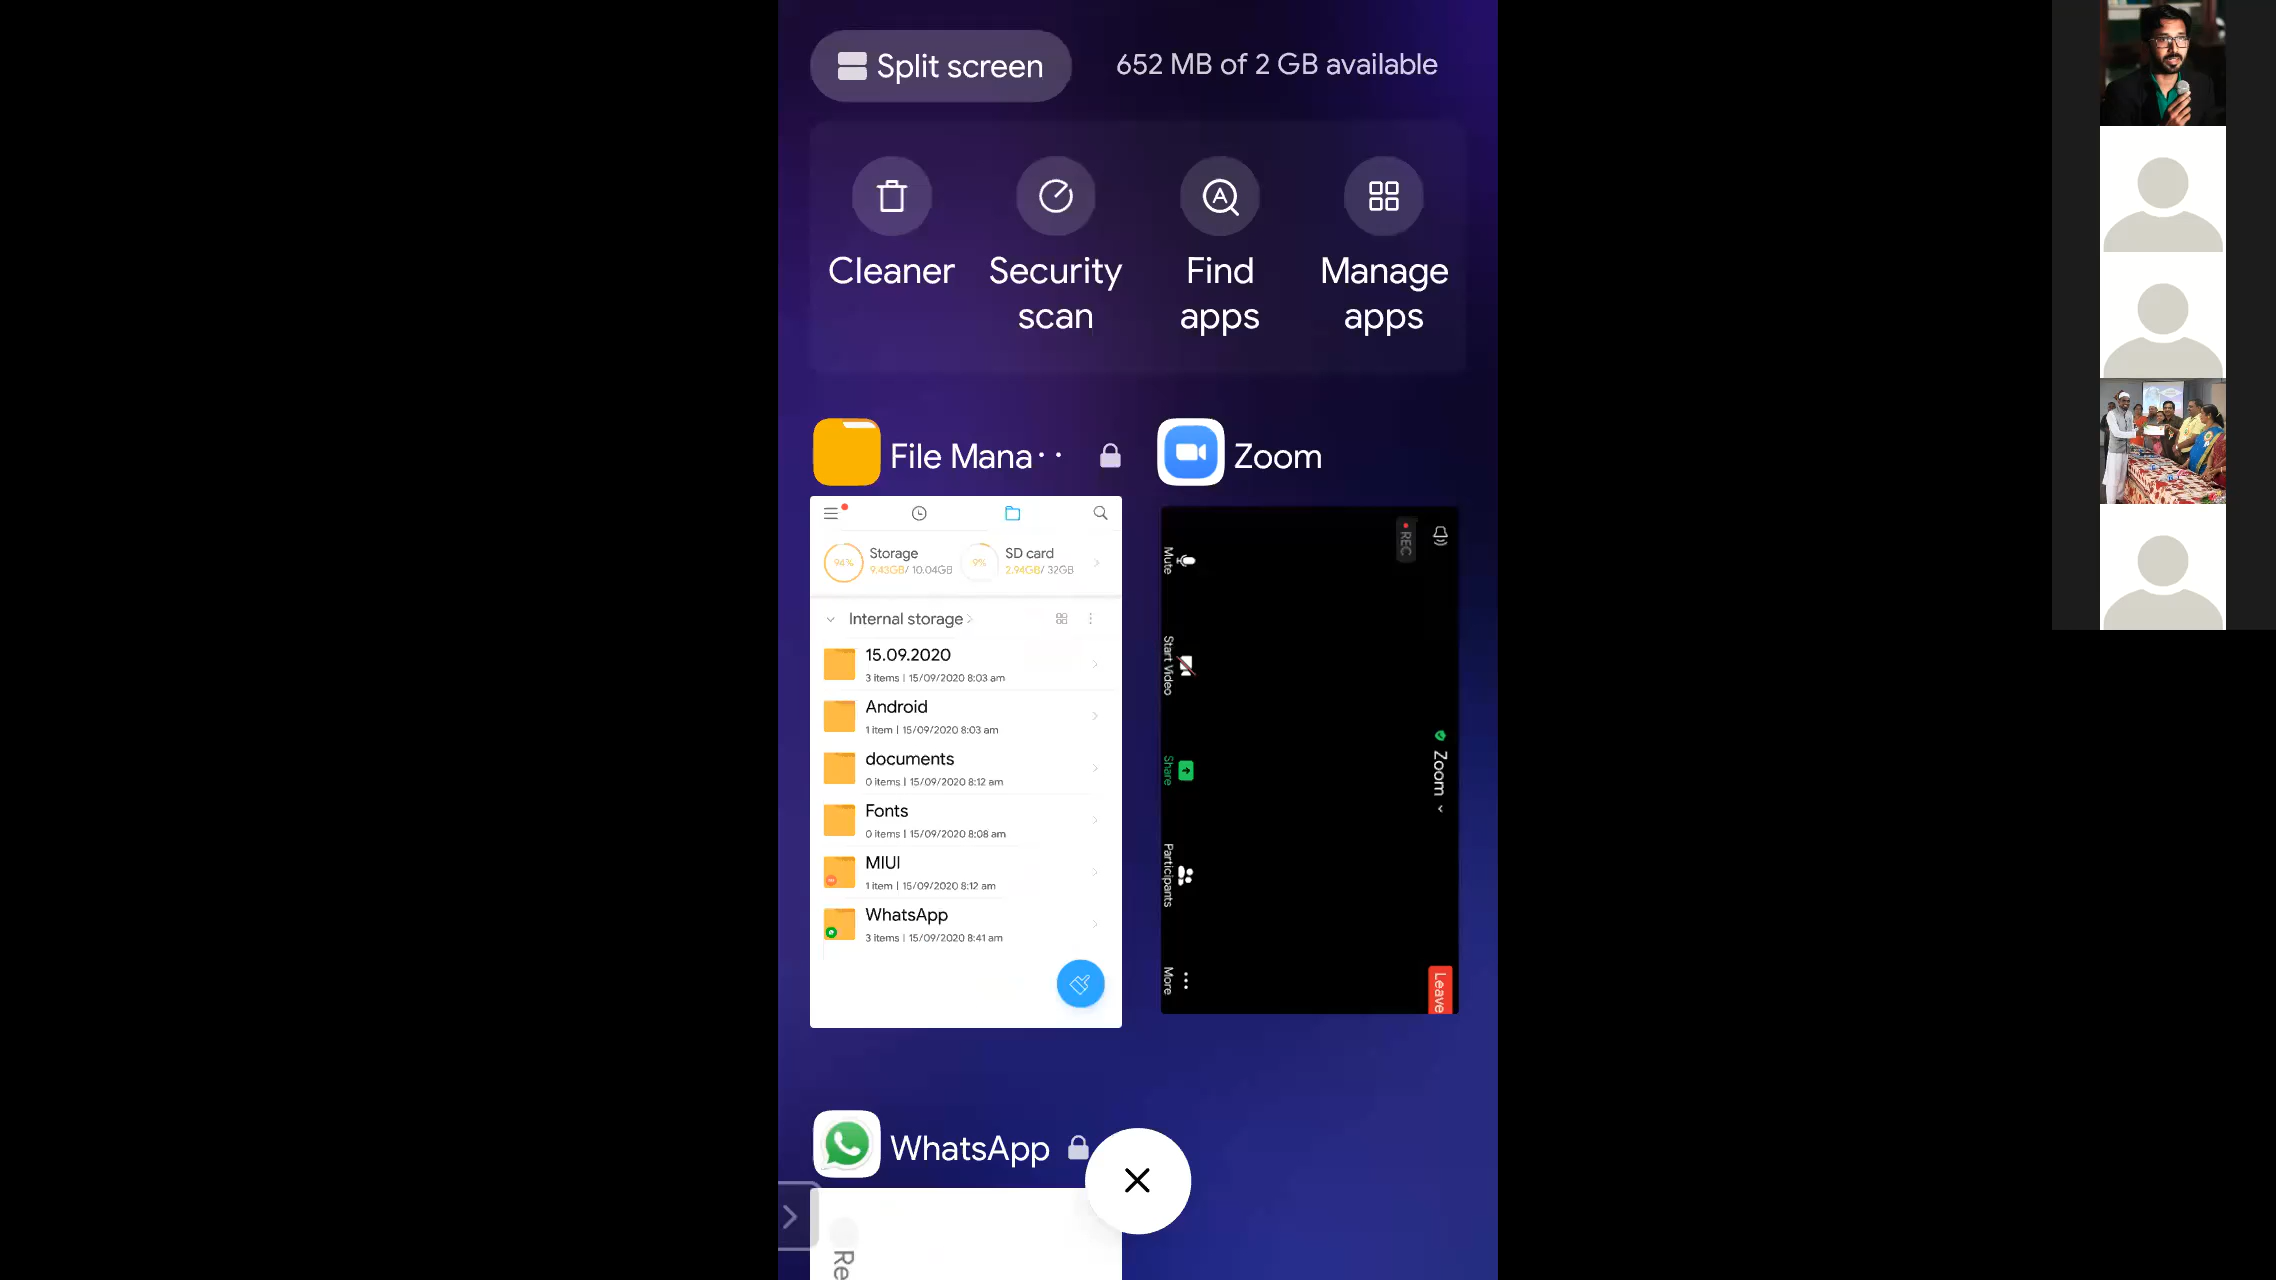 Split screen
652 MB of 2 GB available
Cleaner
Security scan
Find apps
Manage apps
File Mana··
Zoom
94%
Storage
9.43GB/ 10.04GB
9%
SD card
2.94GB/ 32GB
Internal storage
15.09.2020
3 items | 15/09/2020 8:03 am
Android
1 item | 15/09/2020 8:03 am
documents
0 items | 15/09/2020 8:12 am
Fonts
0 items | 15/09/2020 8:08 am
MIUI
1 item | 15/09/2020 8:12 am
WhatsApp
3 items | 15/09/2020 8:41 am
REC
Zoom
Leave
Mute
Start Video
Share
Participants
More
WhatsApp
Re